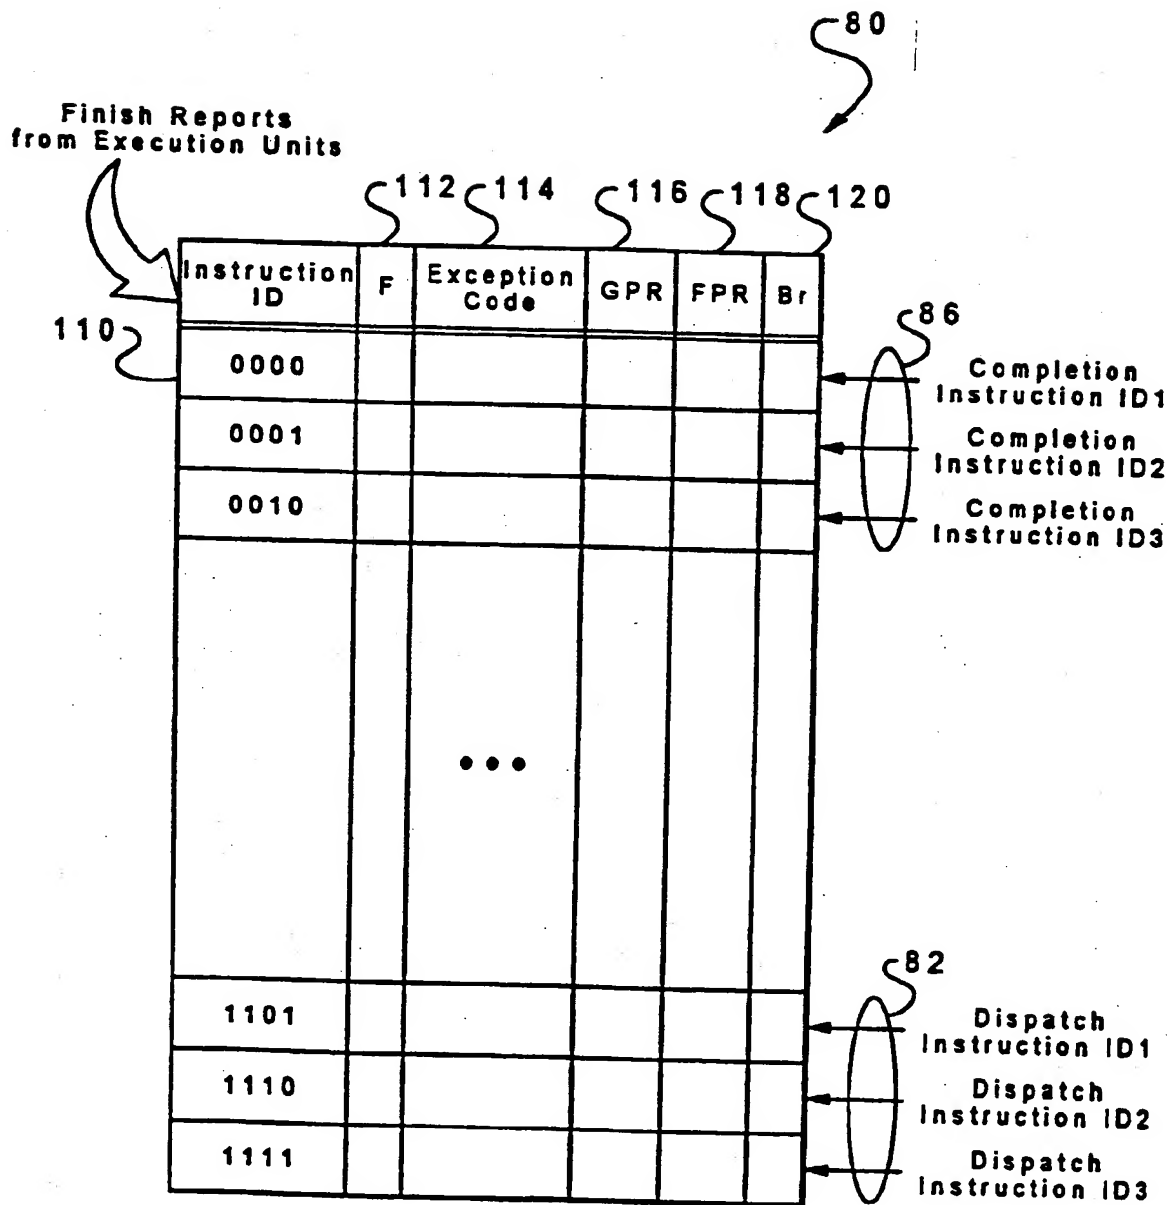 80
Finish Reports
from Execution Units
112 114 116 118 120
Instruction ID F Exception Code GPR FPR Br
110
86
0000
Completion
Instruction ID1
0001
Completion
Instruction ID2
0010
Completion
Instruction ID3
•••
82
1101
Dispatch
Instruction ID1
1110
Dispatch
Instruction ID2
1111
Dispatch
Instruction ID3